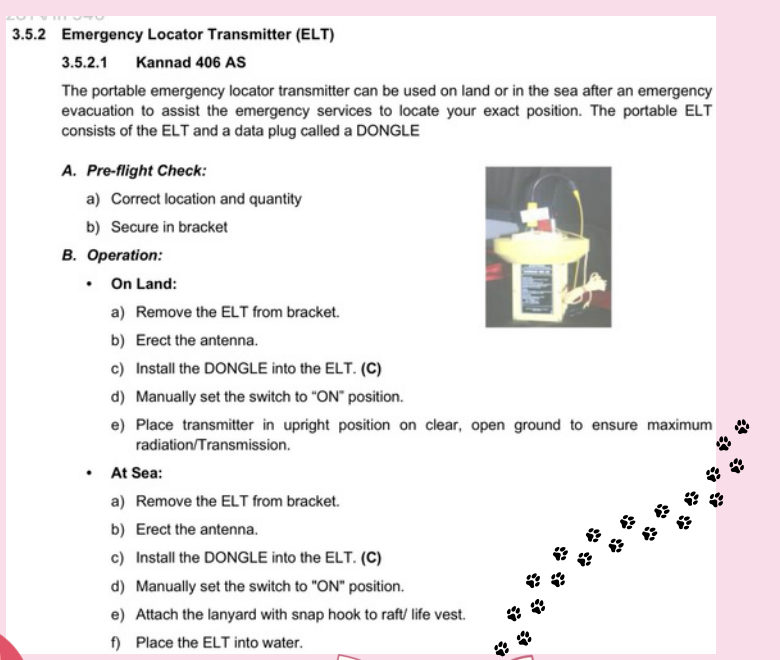 3.5.2 Emergency Locator Transmitter (ELT)
3.5.2.1 Kannad 406 AS
The portable emergency locator transmitter can be used on land or in the sea after an emergency
evacuation to assist the emergency services to locate your exact position. The portable ELT
consists of the ELT and a data plug called a DONGLE
A. Pre-flight Check:
a) Correct location and quantity
b) Secure in bracket
B. Operation:
• On Land:
a) Remove the ELT from bracket.
b) Erect the antenna.
c) Install the DONGLE into the ELT. (C)
d) Manually set the switch to “ON” position.
e) Place transmitter in upright position on clear, open ground to ensure maximum
radiation/Transmission.
• At Sea:
a) Remove the ELT from bracket.
b) Erect the antenna.
c) Install the DONGLE into the ELT. (C)
d) Manually set the switch to "ON" position.
e) Attach the lanyard with snap hook to raft/ life vest.
f) Place the ELT into water.